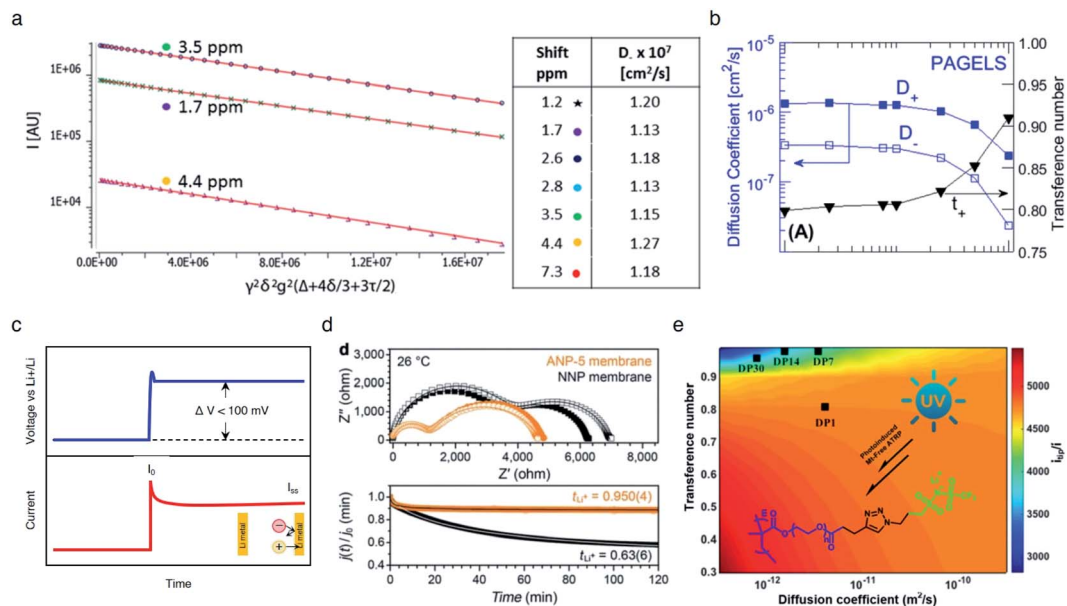 a
3.5 ppm
1.7 ppm
4.4 ppm
I [AU]
1E+06
1E+05
1E+04
0.0E+00
4.0E+06
8.0E+06
1.2E+07
1.6E+07
γ²δ²g²(Δ+4δ/3+3τ/2)
Shift ppm D_ x 10⁷ [cm²/s]
1.2 1.20
1.7 1.13
2.6 1.18
2.8 1.13
3.5 1.15
4.4 1.27
7.3 1.18
b
PAGELS
Diffusion Coefficient [cm²/s]
10⁻⁵
10⁻⁶
10⁻⁷
D₊
D₋
t₊
(A)
Transference number
1.00
0.95
0.90
0.85
0.80
0.75
c
Voltage vs Li+/Li
Δ V < 100 mV
Current
I₀
Iss
Li metal
Li metal
−
+
Time
d
d
26 °C
ANP-5 membrane
NNP membrane
Z" (ohm)
3,000
2,000
1,000
0
0 2,000 4,000 6,000 8,000
Z' (ohm)
j(t)/j₀
1.0
0.8
0.6
0.4
tLi⁺ = 0.950(4)
tLi⁺ = 0.63(6)
0 20 40 60 80 100 120
Time (min)
e
Transference number
0.9
0.8
0.7
0.6
0.5
0.4
0.3
DP30 DP14 DP7
DP1
UV
Photoinduced
Mt-Free ATRP
10⁻¹² 10⁻¹¹ 10⁻¹⁰
Diffusion coefficient (m²/s)
5000
4500
4000
3500
3000